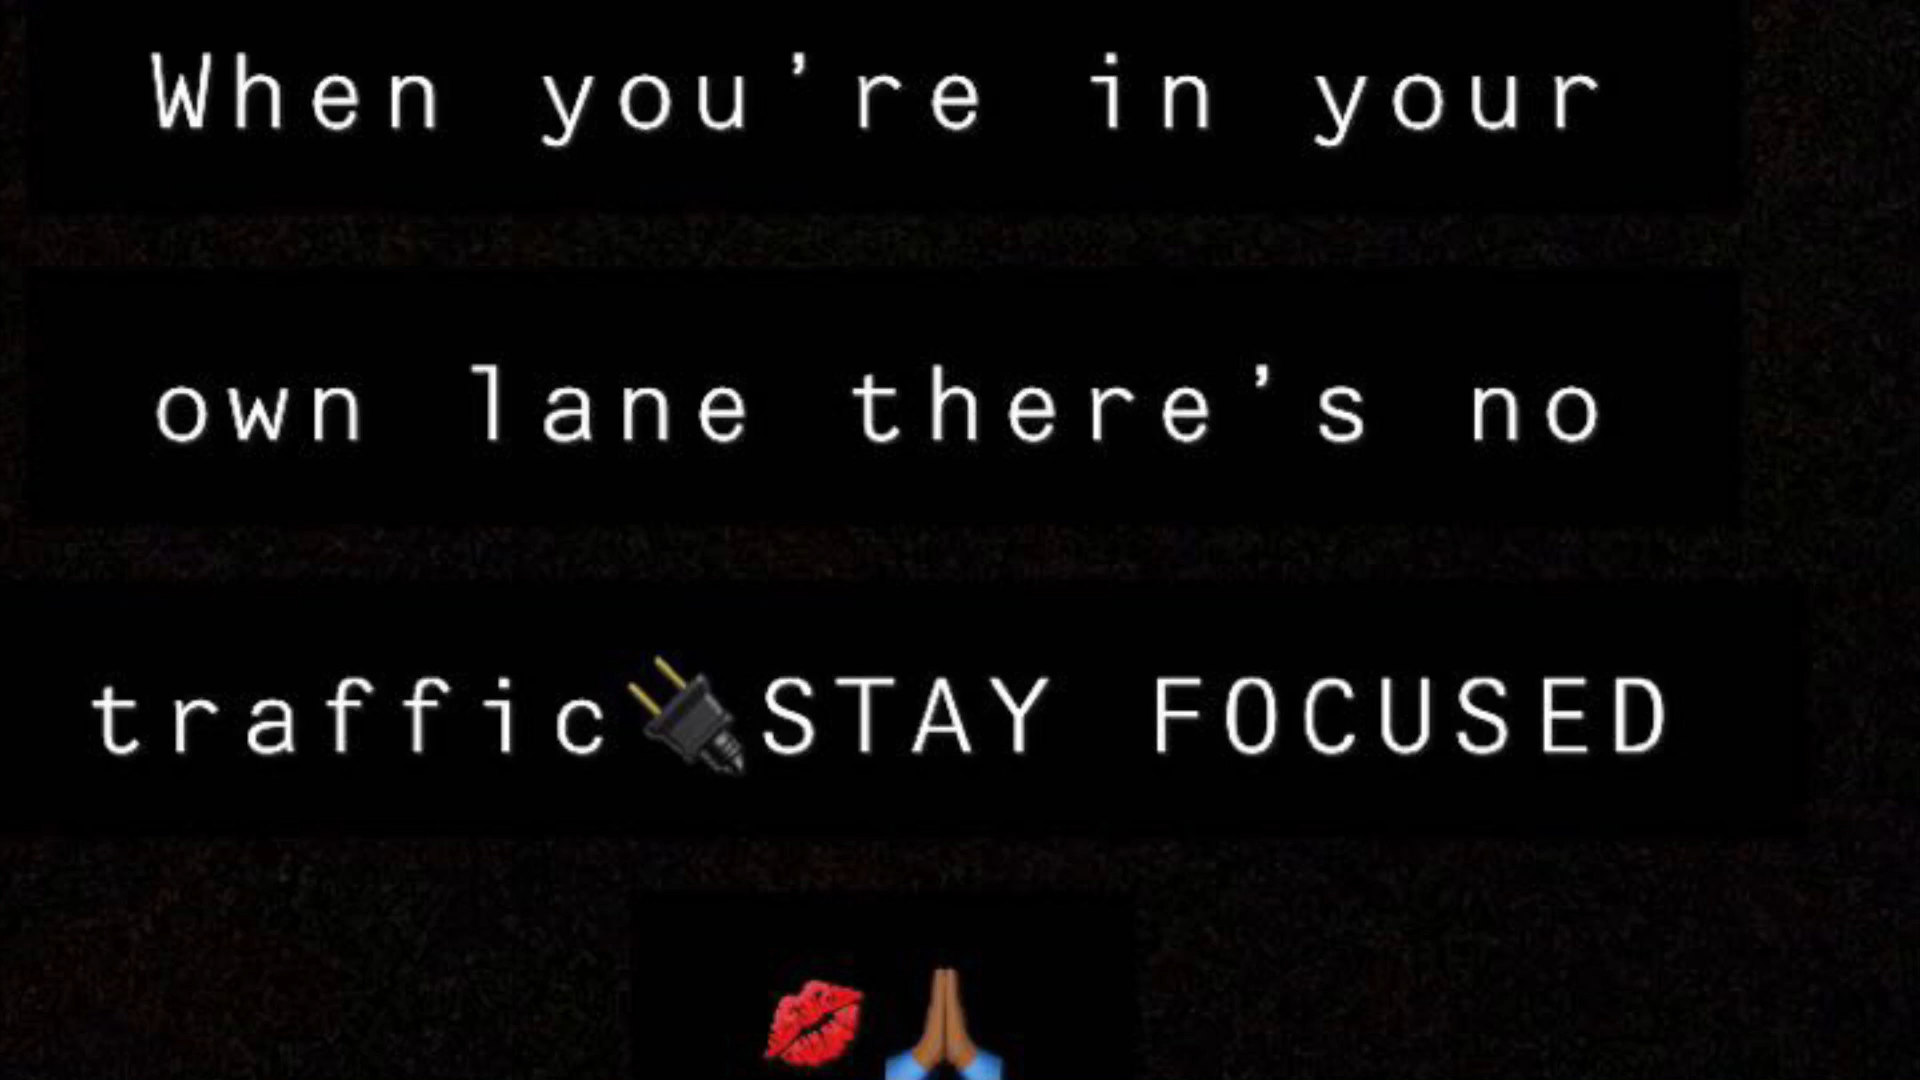 When you’re in your
own lane there’s no
traffic🔌STAY FOCUSED
💋🙏🏾